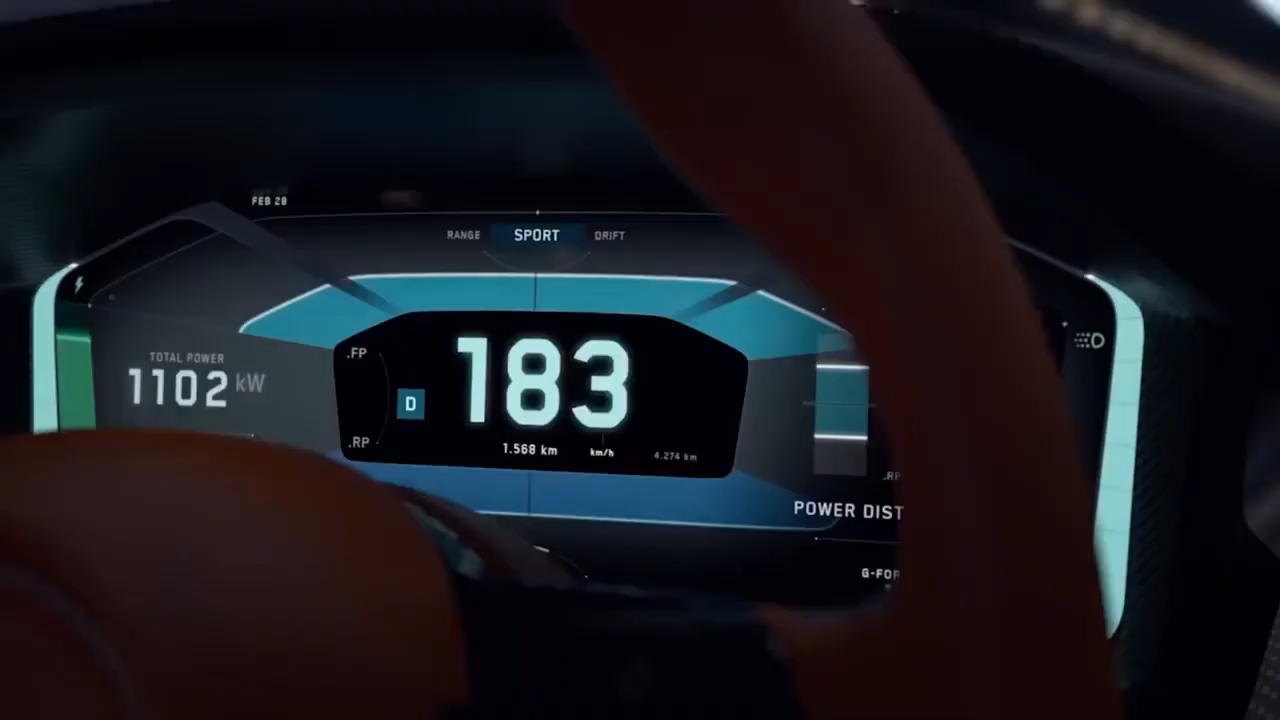 FEB 28
RANGE SPORT DRIFT
TOTAL POWER
1102 kW
.FP
D
183
.RP
1.568 km
km/h
4.274 km
.RP
POWER DIST
G-FOR